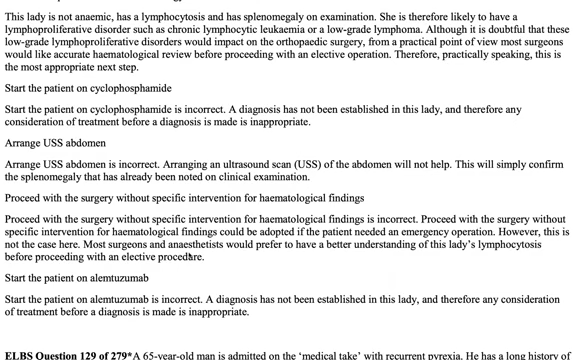 This lady is not anaemic, has a lymphocytosis and has splenomegaly on examination. She is therefore likely to have a
lymphoproliferative disorder such as chronic lymphocytic leukaemia or a low-grade lymphoma. Although it is doubtful that these
low-grade lymphoproliferative disorders would impact on the orthopaedic surgery, from a practical point of view most surgeons
would like accurate haematological review before proceeding with an elective operation. Therefore, practically speaking, this is
the most appropriate next step.
Start the patient on cyclophosphamide
Start the patient on cyclophosphamide is incorrect. A diagnosis has not been established in this lady, and therefore any
consideration of treatment before a diagnosis is made is inappropriate.
Arrange USS abdomen
Arrange USS abdomen is incorrect. Arranging an ultrasound scan (USS) of the abdomen will not help. This will simply confirm
the splenomegaly that has already been noted on clinical examination.
Proceed with the surgery without specific intervention for haematological findings
Proceed with the surgery without specific intervention for haematological findings is incorrect. Proceed with the surgery without
specific intervention for haematological findings could be adopted if the patient needed an emergency operation. However, this is
not the case here. Most surgeons and anaesthetists would prefer to have a better understanding of this lady's lymphocytosis
before proceeding with an elective procedure.
Start the patient on alemtuzumab
Start the patient on alemtuzumab is incorrect. A diagnosis has not been established in this lady, and therefore any consideration
of treatment before a diagnosis is made is inappropriate.
ELBS Question 129 of 279*A 65-year-old man is admitted on the 'medical take' with recurrent pyrexia. He has a long history of